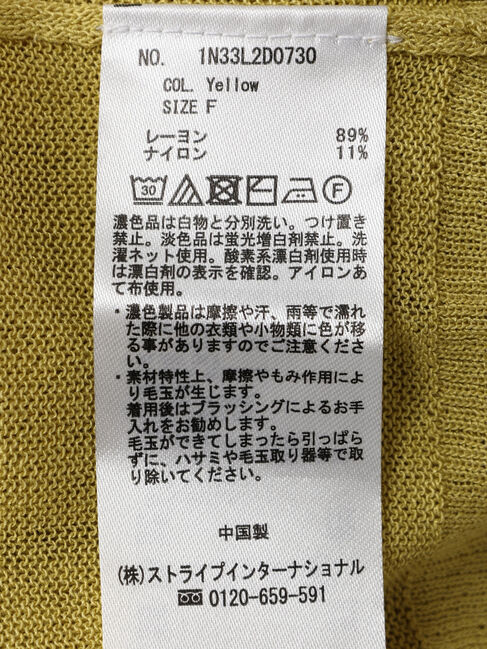 NO. 1N33L2D0730
COL. Yellow
SIZE F
レーヨン 89%
ナイロン 11%
30 F
濃色品は白物と分別洗い。つけ置き
禁止。淡色品は蛍光増白剤禁止。洗
濯ネット使用。酸素系漂白剤使用時
は漂白剤の表示を確認。アイロンあ
て布使用。
・濃色製品は摩擦や汗、雨等で濡れ
た際に他の衣類や小物類に色が移
る事がありますのでご注意くださ
い。
・素材特性上、摩擦やもみ作用によ
り毛玉が生じます。
着用後はブラッシングによるお手
入れをお勧めします。
毛玉ができてしまったら引っぱら
ずに、ハサミや毛玉取り器等で取
り除いてください。
中国製
(株)ストライプインターナショナル
0120-659-591